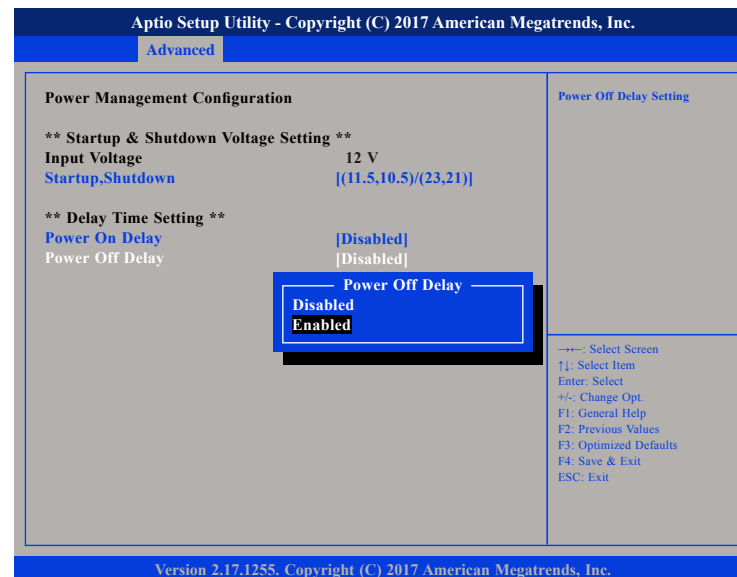 Aptio Setup Utility - Copyright (C) 2017 American Megatrends, Inc.
Advanced
Power Management Configuration
** Startup & Shutdown Voltage Setting **
Input Voltage 12 V
Startup,Shutdown [(11.5,10.5)/(23,21)]
** Delay Time Setting **
Power On Delay [Disabled]
Power Off Delay [Disabled]
Power Off Delay
Disabled
Enabled
Power Off Delay Setting
→←: Select Screen
↑↓: Select Item
Enter: Select
+/-: Change Opt.
F1: General Help
F2: Previous Values
F3: Optimized Defaults
F4: Save & Exit
ESC: Exit
Version 2.17.1255. Copyright (C) 2017 American Megatrends, Inc.